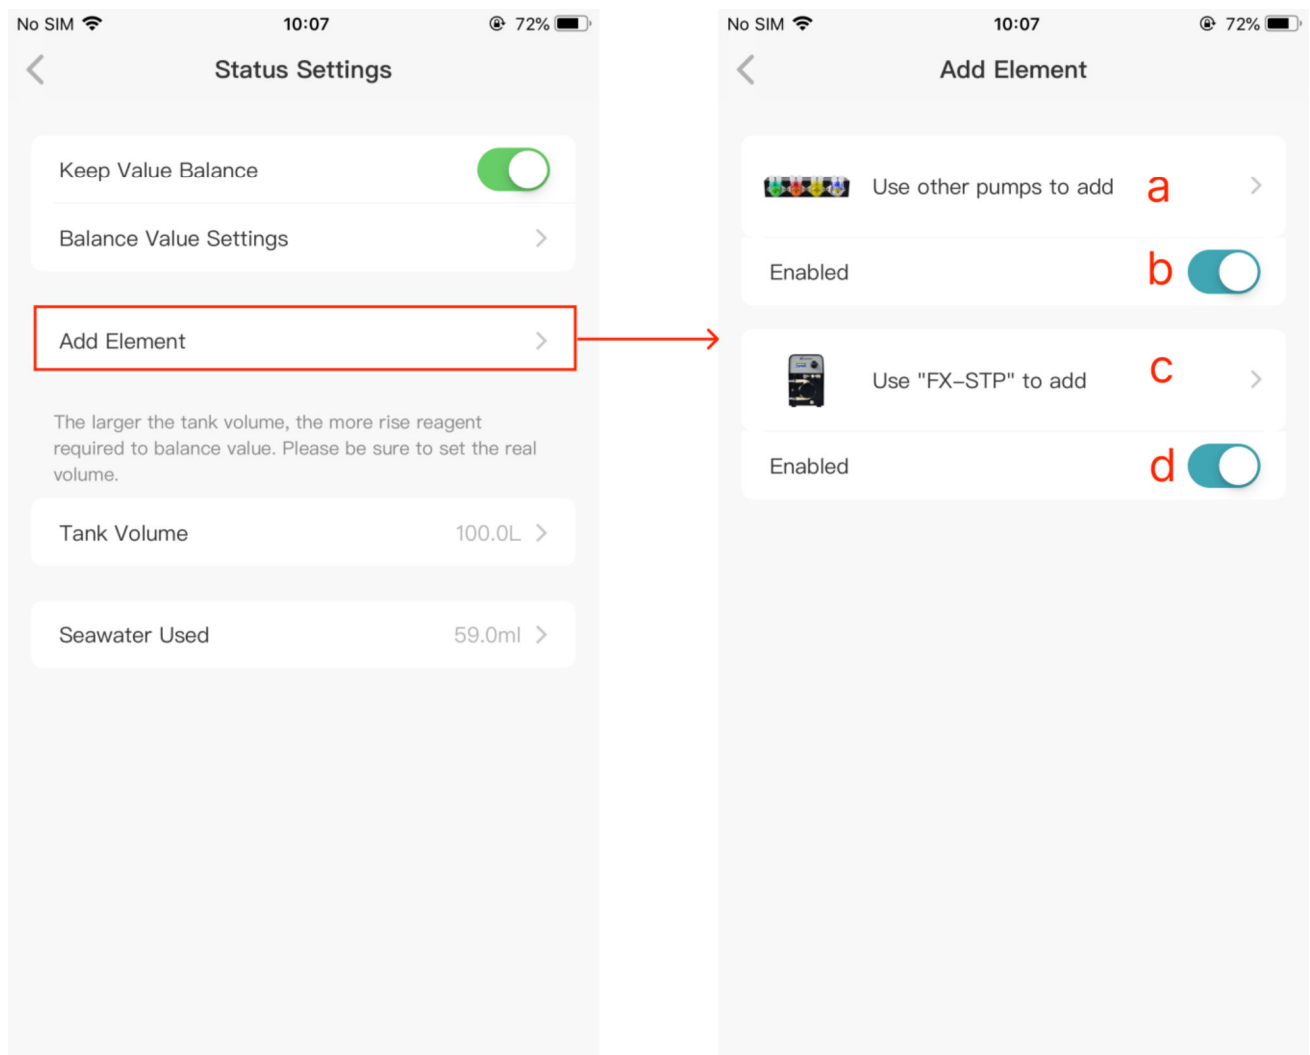 No SIM 10:07 72%
Status Settings
Keep Value Balance
Balance Value Settings
Add Element
The larger the tank volume, the more rise reagent
required to balance value. Please be sure to set the real
volume.
Tank Volume 100.0L
Seawater Used 59.0ml
No SIM 10:07 72%
Add Element
Use other pumps to add a
Enabled b
Use "FX-STP" to add c
Enabled d